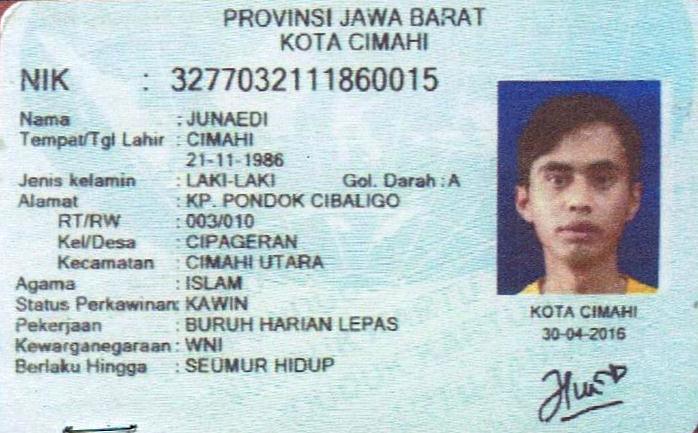 PROVINSI JAWA BARAT
KOTA CIMAHI
NIK : 3277032111860015
Nama : JUNAEDI
Tempat/Tgl Lahir : CIMAHI
21-11-1986
Jenis kelamin : LAKI-LAKI Gol. Darah : A
Alamat : KP. PONDOK CIBALIGO
RT/RW : 003/010
Kel/Desa : CIPAGERAN
Kecamatan : CIMAHI UTARA
Agama : ISLAM
Status Perkawinan: KAWIN
Pekerjaan : BURUH HARIAN LEPAS
Kewarganegaraan : WNI
Berlaku Hingga : SEUMUR HIDUP
KOTA CIMAHI
30-04-2016